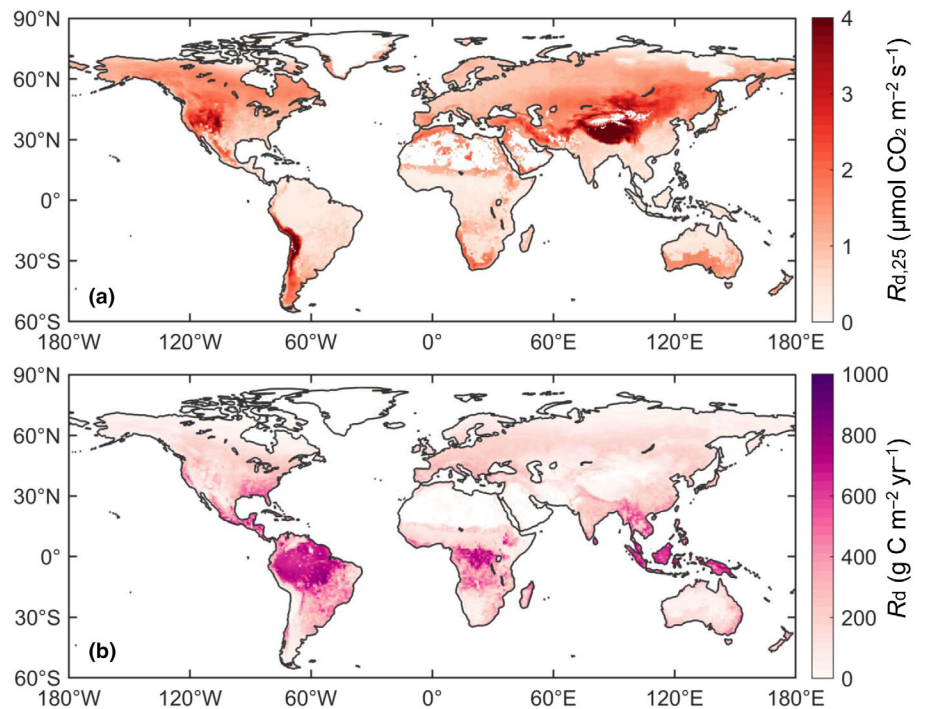 90°N
60°N
30°N
0°
30°S
60°S
(a)
180°W 120°W 60°W 0° 60°E 120°E 180°E
4
3
2
1
0
Rd,25 (μmol CO₂ m⁻² s⁻¹)
90°N
60°N
30°N
0°
30°S
60°S
(b)
180°W 120°W 60°W 0° 60°E 120°E 180°E
1000
800
600
400
200
0
Rd (g C m⁻² yr⁻¹)